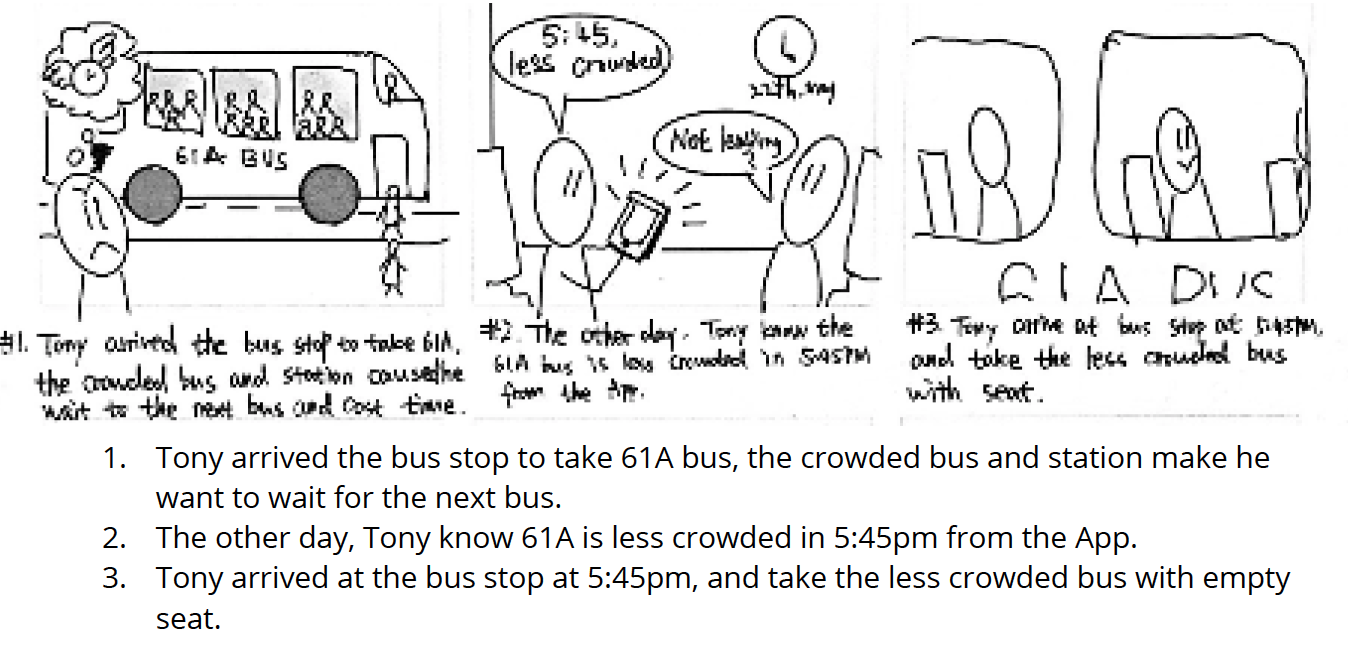 61A BUS
5:45,
less crowded
Not leaving
?
61A BUS
#1. Tony arrived the bus stop to take 61A,
the crowded bus and station cause he
wait to the next bus and cost time.
#2. The other day, Tony know the
61A bus is less crowded in 5:45PM
from the App.
#3. Tony arrive at bus stop at 5:45PM,
and take the less crowded bus
with seat.
1. Tony arrived the bus stop to take 61A bus, the crowded bus and station make he
want to wait for the next bus.
2. The other day, Tony know 61A is less crowded in 5:45pm from the App.
3. Tony arrived at the bus stop at 5:45pm, and take the less crowded bus with empty
seat.